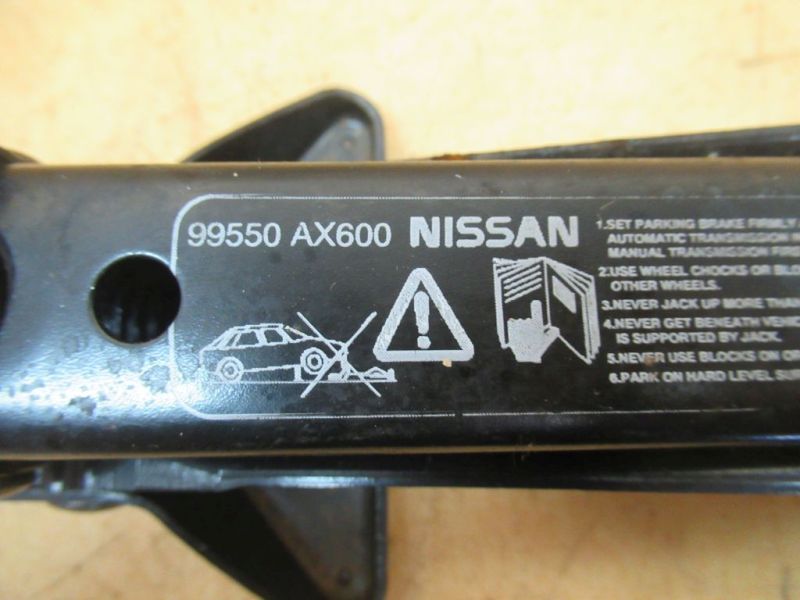 99550 AX600 NISSAN
1.SET PARKING BRAKE FIRMLY
AUTOMATIC TRANSMISSION
MANUAL TRANSMISSION
2.USE WHEEL CHOCKS OR
OTHER WHEELS.
3.NEVER JACK UP MORE THAN
4.NEVER GET BENEATH
IS SUPPORTED BY JACK.
5.NEVER USE BLOCKS ON OR
6.PARK ON HARD LEVEL